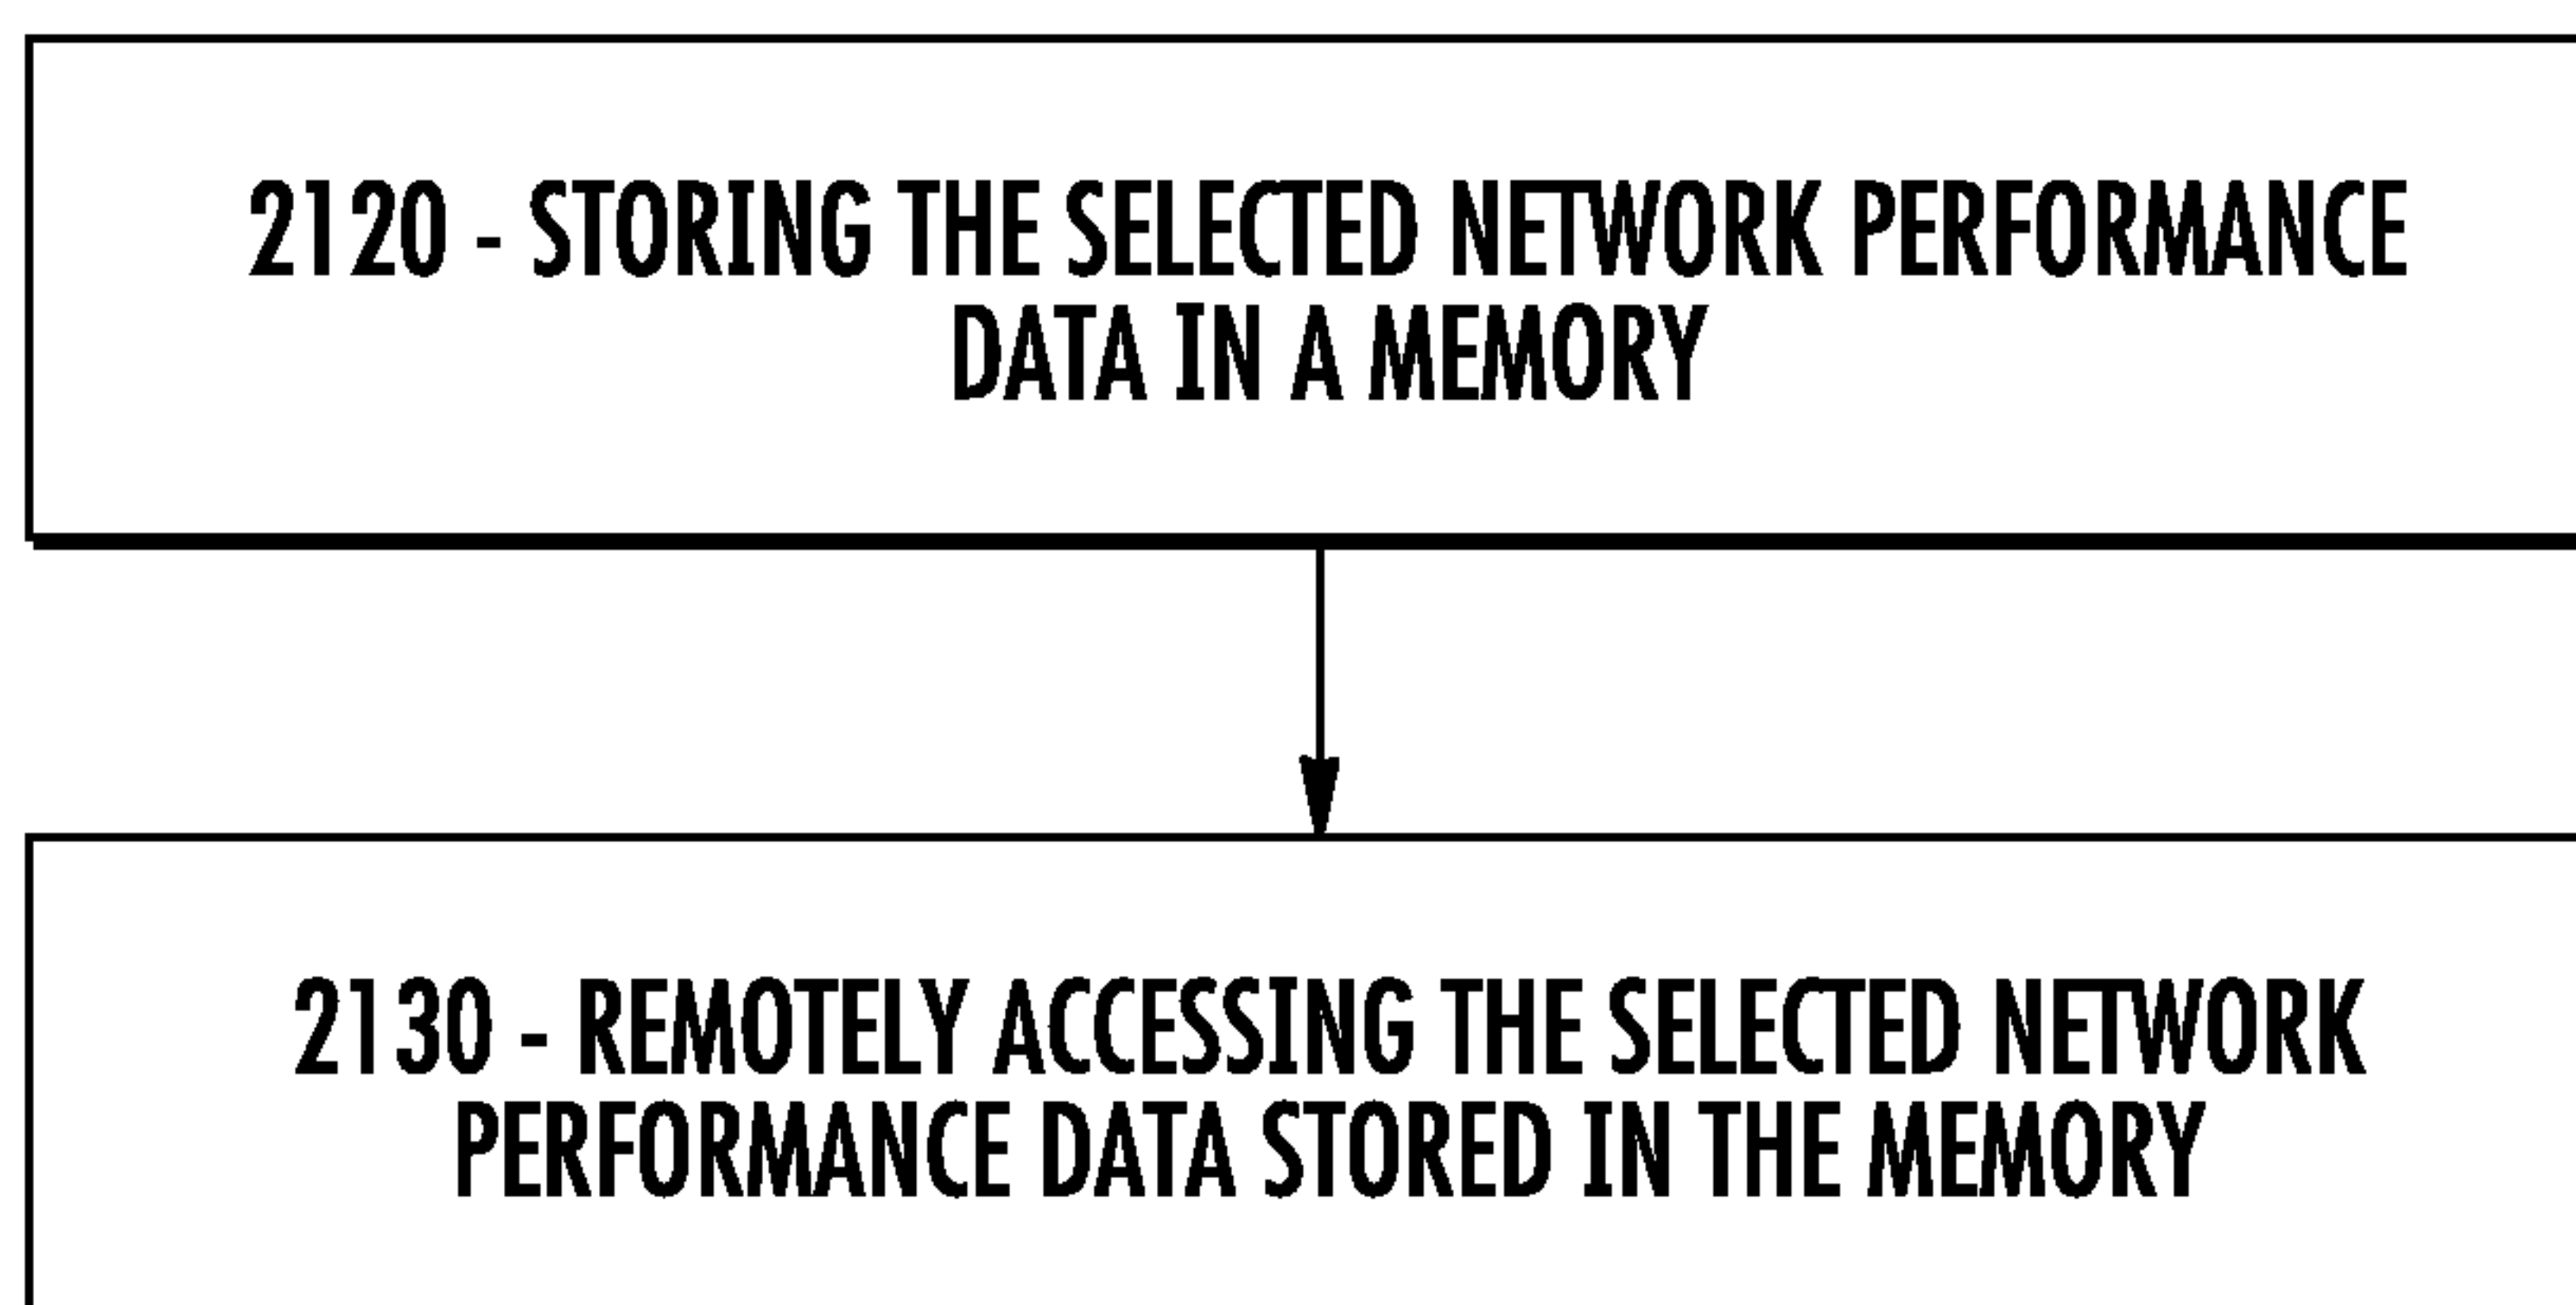 2120 - STORING THE SELECTED NETWORK PERFORMANCE
DATA IN A MEMORY
2130 - REMOTELY ACCESSING THE SELECTED NETWORK
PERFORMANCE DATA STORED IN THE MEMORY